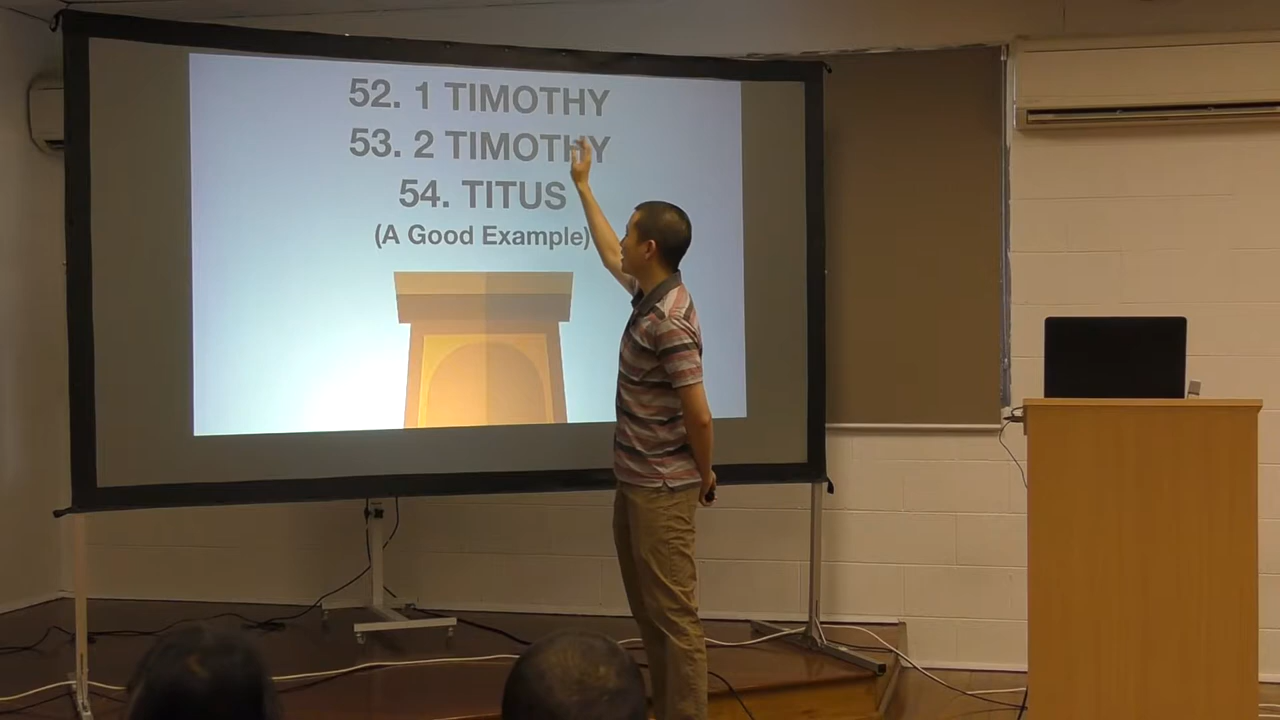 52. 1 TIMOTHY
53. 2 TIMOTHY
54. TITUS
(A Good Example)